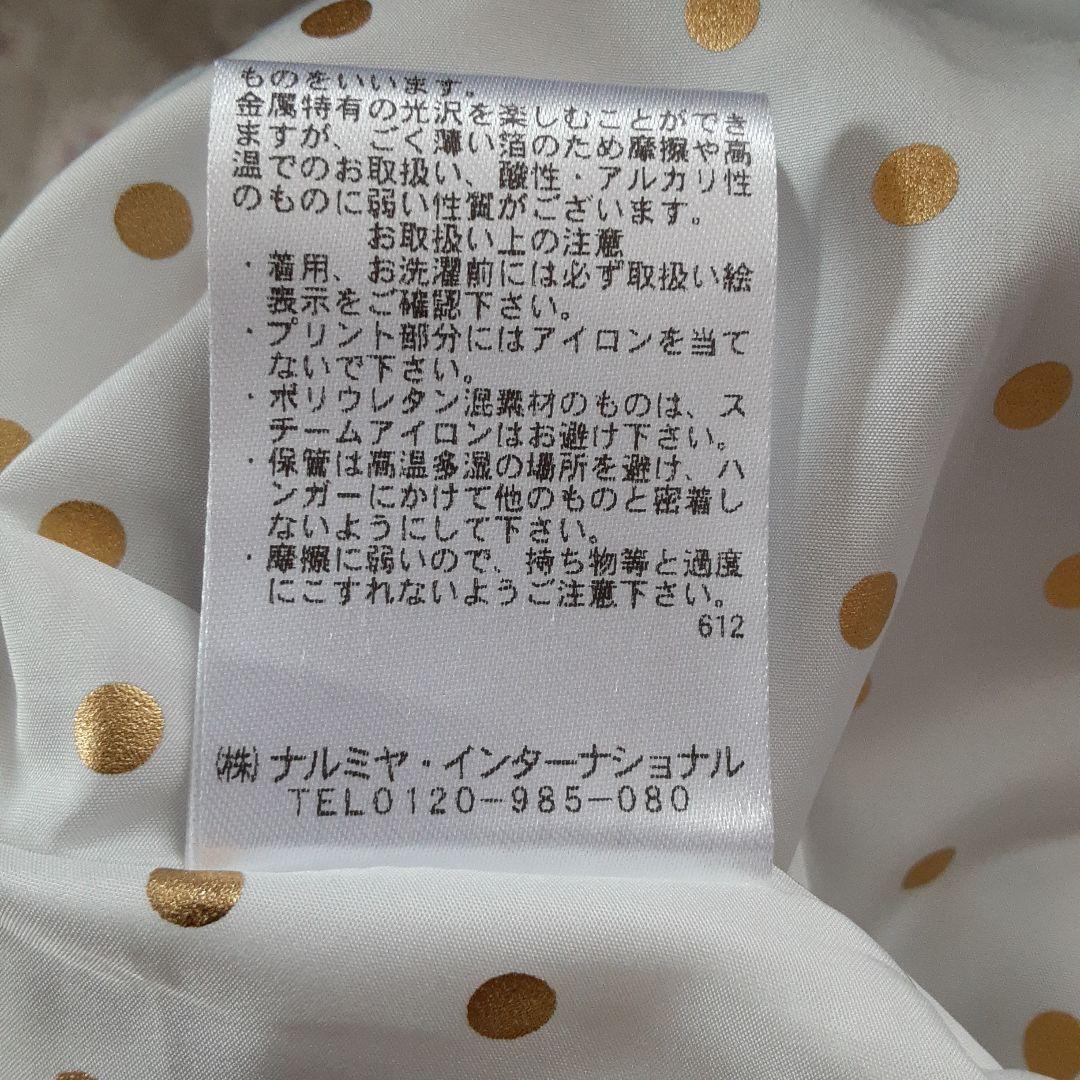 ものをいいます。
金属特有の光沢を楽しむことができ
ますが、ごく薄い箔のため摩擦や高
温でのお取扱い、酸性・アルカリ性
のものに弱い性質がございます。
お取扱い上の注意
・着用、お洗濯前には必ず取扱い絵
表示をご確認下さい。
・プリント部分にはアイロンを当て
ないで下さい。
・ポリウレタン混素材のものは、ス
チームアイロンはお避け下さい。
・保管は高温多湿の場所を避け、ハ
ンガーにかけて他のものと密着し
ないようにして下さい。
・摩擦に弱いので、持ち物等と過度
にこすれないようご注意下さい。
612
(株)ナルミヤ・インターナショナル
TEL0120-985-080